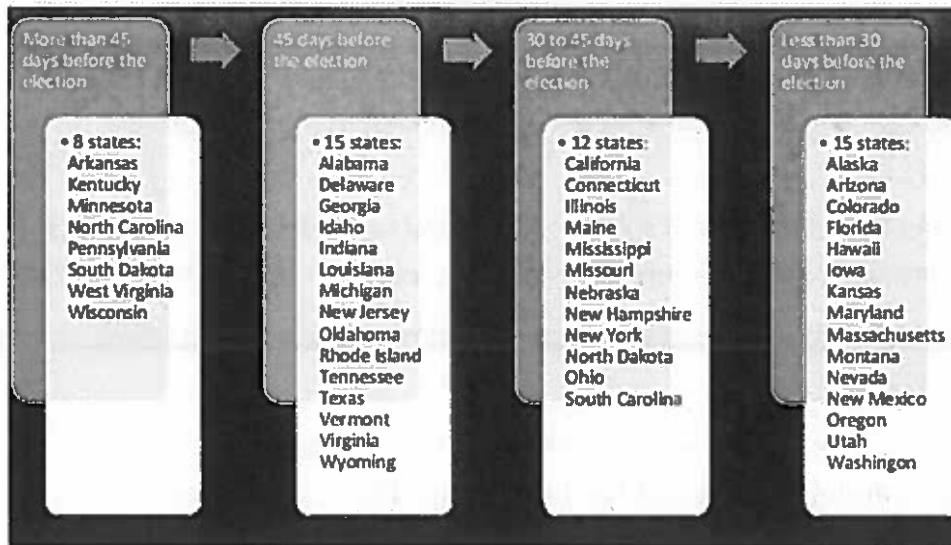 More than 45
days before the
election
• 8 states:
Arkansas
Kentucky
Minnesota
North Carolina
Pennsylvania
South Dakota
West Virginia
Wisconsin
45 days before
the election
• 15 states:
Alabama
Delaware
Georgia
Idaho
Indiana
Louisiana
Michigan
New Jersey
Oklahoma
Rhode Island
Tennessee
Texas
Vermont
Virginia
Wyoming
30 to 45 days
before the
election
• 12 states:
California
Connecticut
Illinois
Maine
Mississippi
Missouri
Nebraska
New Hampshire
New York
North Dakota
Ohio
South Carolina
Less than 30
days before the
election
• 15 states:
Alaska
Arizona
Colorado
Florida
Hawaii
Iowa
Kansas
Maryland
Massachusetts
Montana
Nevada
New Mexico
Oregon
Utah
Washingon